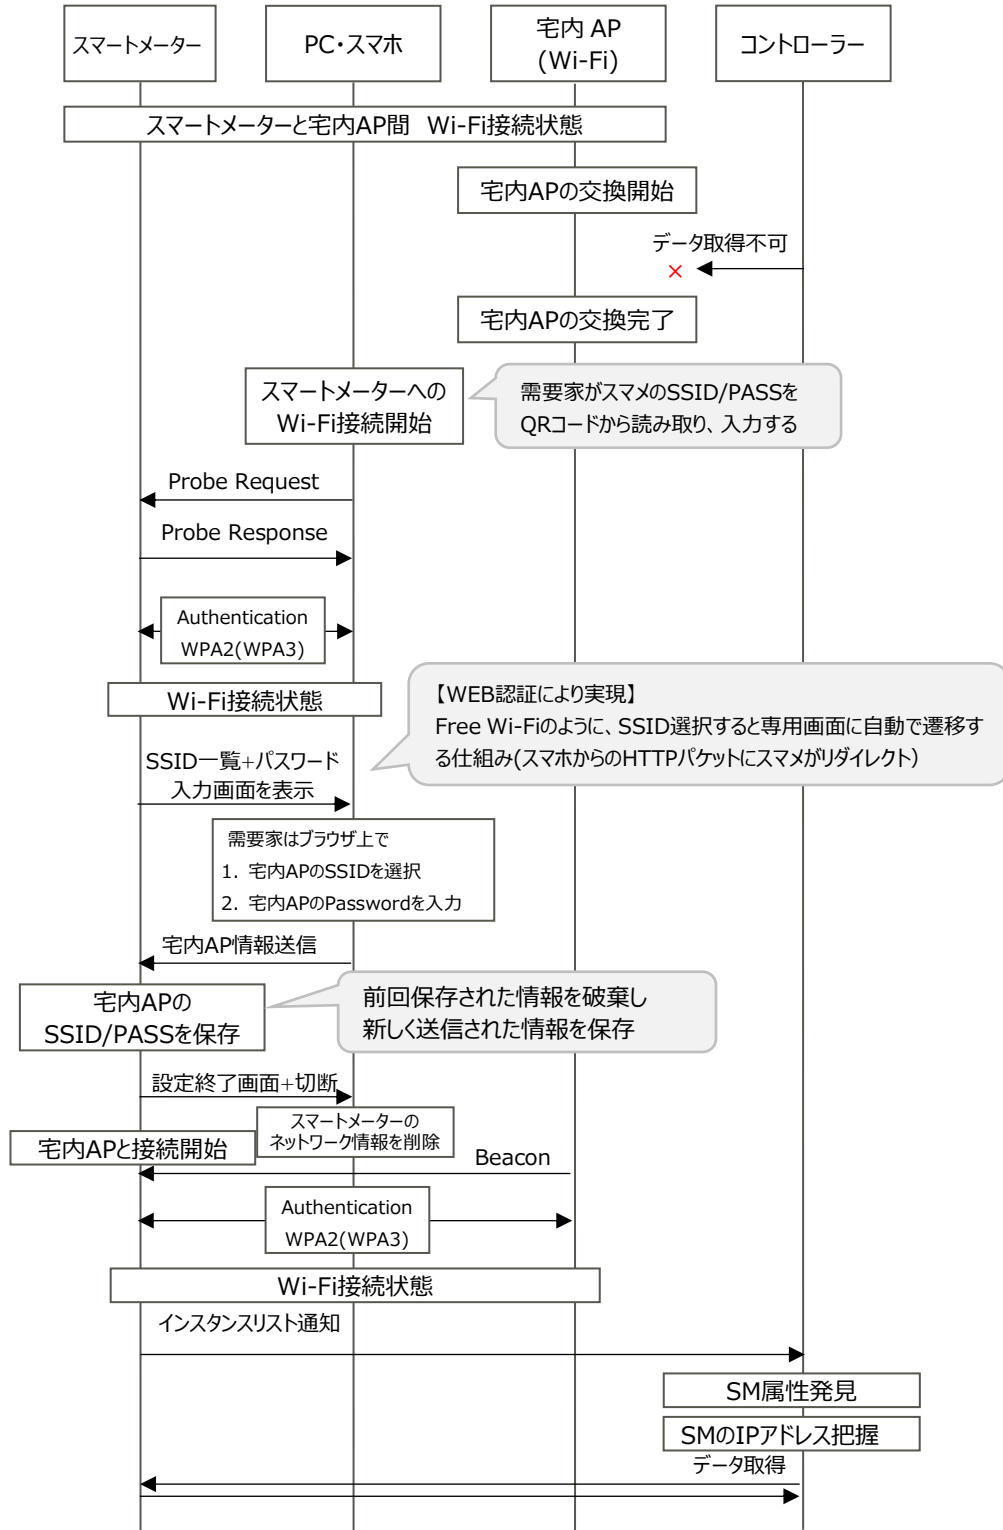 スマートメーター
PC・スマホ
宅内 AP
(Wi-Fi)
コントローラー
スマートメーターと宅内AP間　Wi-Fi接続状態
宅内APの交換開始
データ取得不可
×
宅内APの交換完了
スマートメーターへの
Wi-Fi接続開始
需要家がスマメのSSID/PASSを
QRコードから読み取り、入力する
Probe Request
Probe Response
Authentication
WPA2(WPA3)
Wi-Fi接続状態
【WEB認証により実現】
Free Wi-Fiのように、SSID選択すると専用画面に自動で遷移す
る仕組み(スマホからのHTTPパケットにスマメがリダイレクト）
SSID一覧+パスワード
入力画面を表示
需要家はブラウザ上で
1. 宅内APのSSIDを選択
2. 宅内APのPasswordを入力
宅内AP情報送信
宅内APの
SSID/PASSを保存
前回保存された情報を破棄し
新しく送信された情報を保存
設定終了画面+切断
スマートメーターの
ネットワーク情報を削除
宅内APと接続開始
Beacon
Authentication
WPA2(WPA3)
Wi-Fi接続状態
インスタンスリスト通知
SM属性発見
SMのIPアドレス把握
データ取得